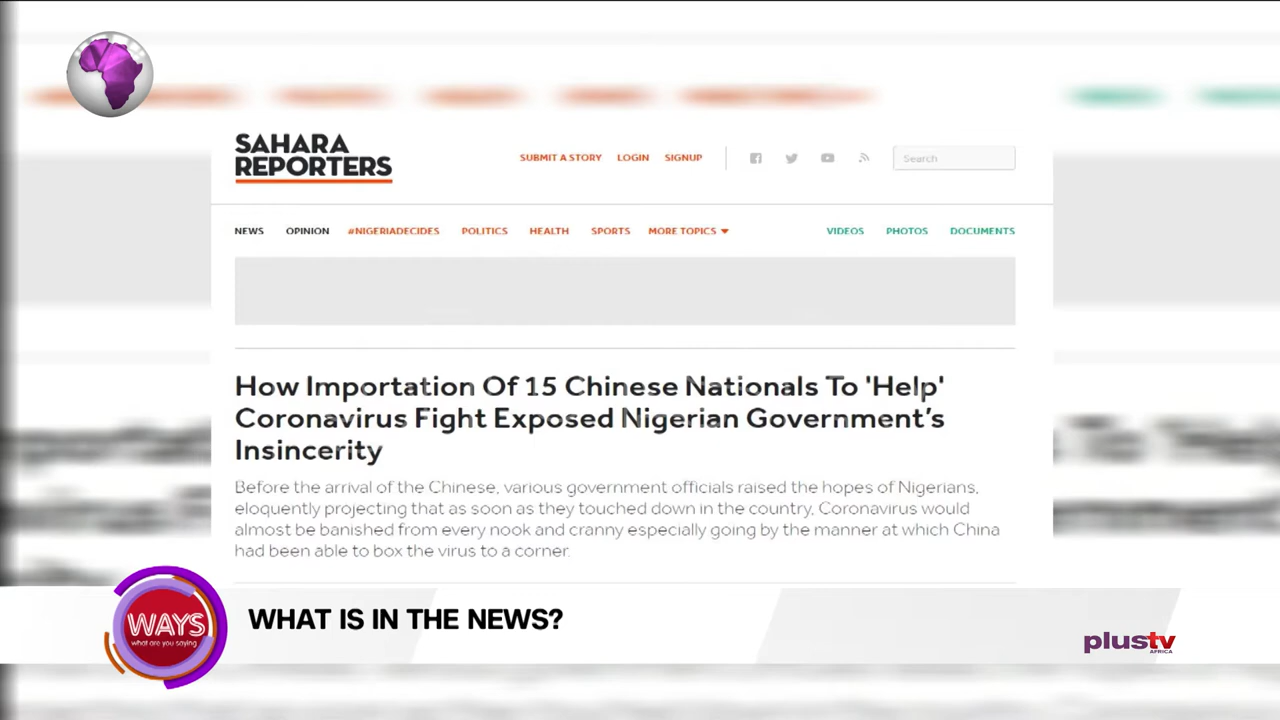 SAHARA
REPORTERS
SUBMIT A STORY LOGIN SIGNUP Search
NEWS OPINION #NIGERIADECIDES POLITICS HEALTH SPORTS MORE TOPICS VIDEOS PHOTOS DOCUMENTS
How Importation Of 15 Chinese Nationals To 'Help'
Coronavirus Fight Exposed Nigerian Government’s
Insincerity
Before the arrival of the Chinese, various government officials raised the hopes of Nigerians,
eloquently projecting that as soon as they touched down in the country, Coronavirus would
almost be banished from every nook and cranny especially going by the manner at which China
had been able to box the virus to a corner.
WAYS
what are you saying
WHAT IS IN THE NEWS?
plustv
AFRICA